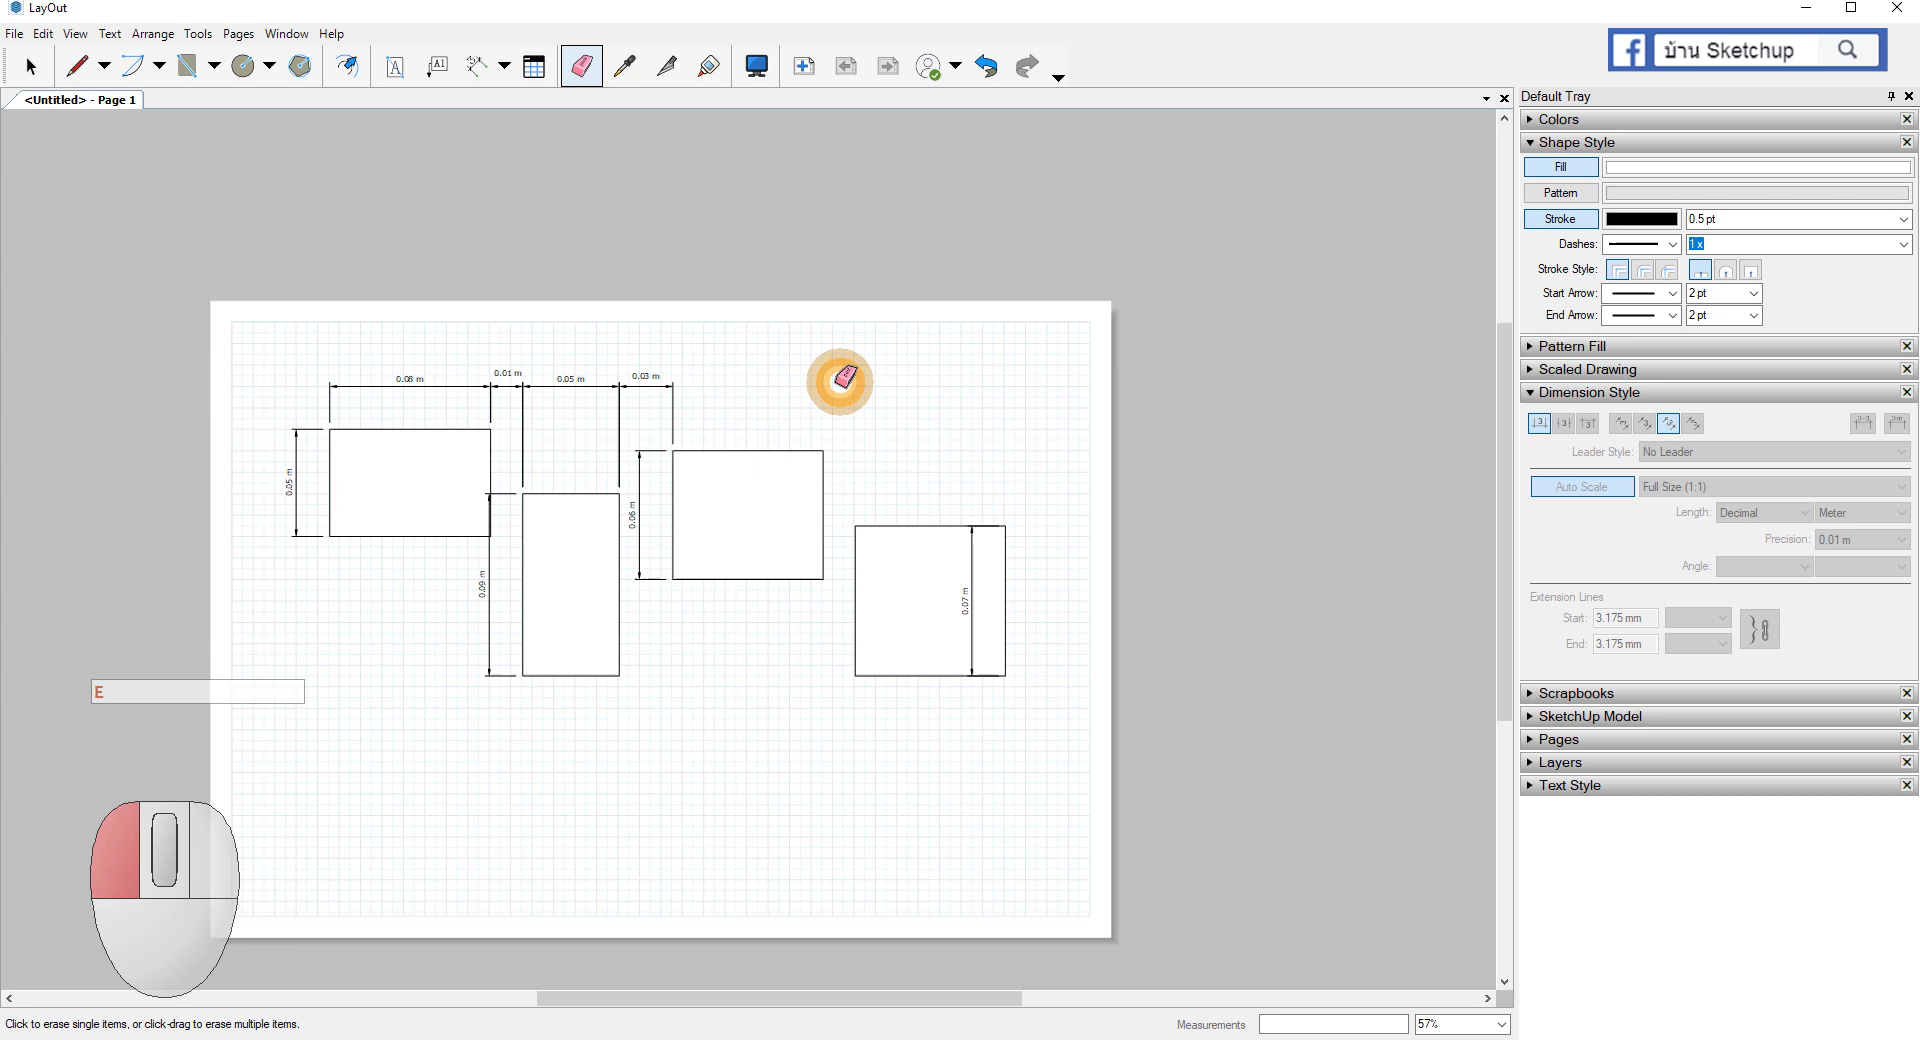 LayOut
File Edit View Text Arrange Tools Pages Window Help
บ้าน Sketchup
<Untitled> - Page 1
Default Tray
Colors
Shape Style
Fill
Pattern
Stroke 0.5 pt
Dashes: 1 x
Stroke Style:
Start Arrow: 2 pt
End Arrow: 2 pt
Pattern Fill
Scaled Drawing
Dimension Style
Leader Style: No Leader
Auto Scale Full Size (1:1)
Length: Decimal Meter
Precision: 0.01 m
Angle:
Extension Lines
Start: 3.175 mm
End: 3.175 mm
Scrapbooks
SketchUp Model
Pages
Layers
Text Style
0.08 m
0.01 m
0.05 m
0.03 m
0.05 m
0.09 m
0.06 m
0.07 m
E
Click to erase single items, or click-drag to erase multiple items.
Measurements
57%